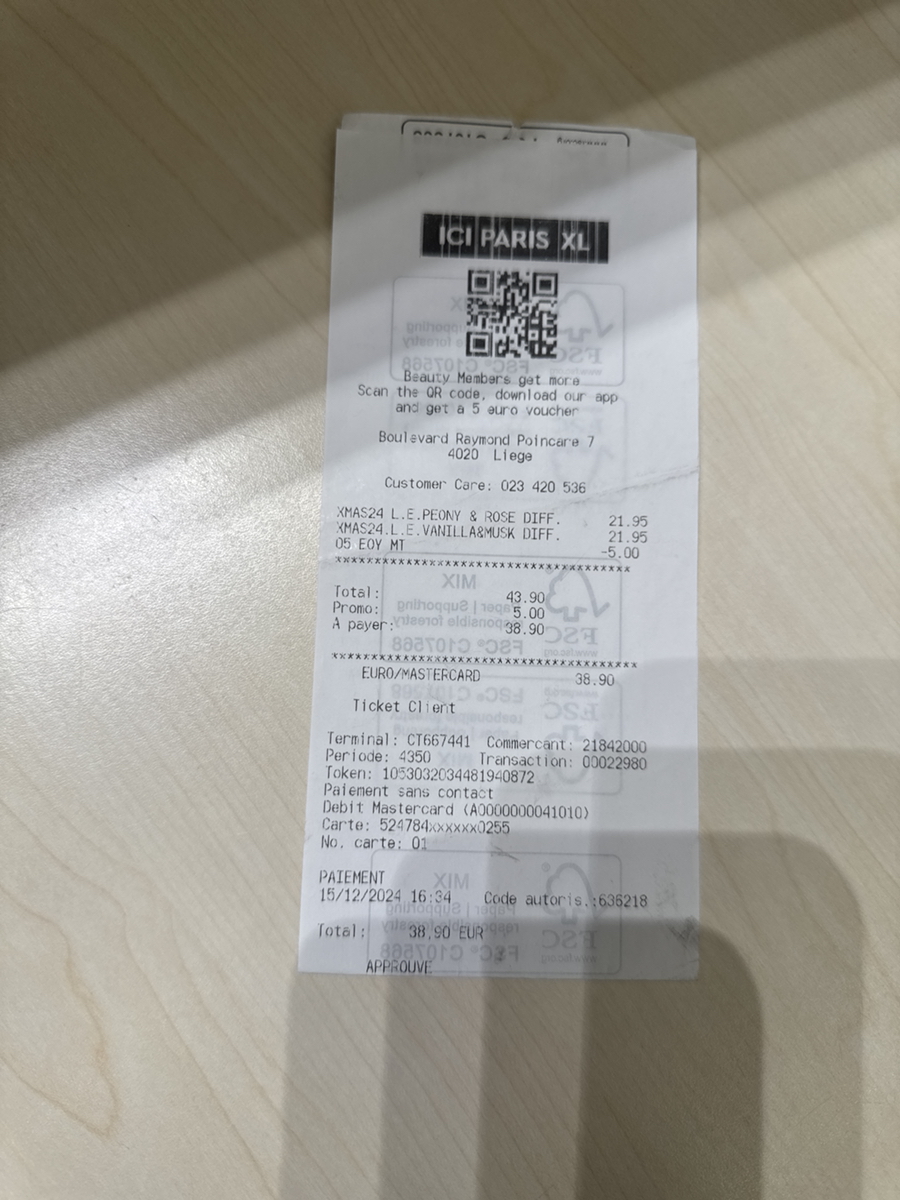 ICI PARIS XL
Beauty Members get more
Scan the QR code, download our app
and get a 5 euro voucher
Boulevard Raymond Poincare 7
4020 Liege
Customer Care: 023 420 536
XMAS24 L.E.PEONY & ROSE DIFF. 21.95
XMAS24.L.E.VANILLA&MUSK DIFF. 21.95
05 EOY MT -5.00
****************************************
Total: 43.90
Promo: 5.00
A payer: 38.90
****************************************
EURO/MASTERCARD 38.90
Ticket Client
Terminal: CT667441 Commercant: 21842000
Periode: 4350 Transaction: 00022980
Token: 1053032034481940872
Paiement sans contact
Debit Mastercard (A0000000041010)
Carte: 524784xxxxxx0255
No. carte: 01
PAIEMENT
15/12/2024 16:34 Code autoris.:636218
Total: 38,90 EUR
APPROUVE